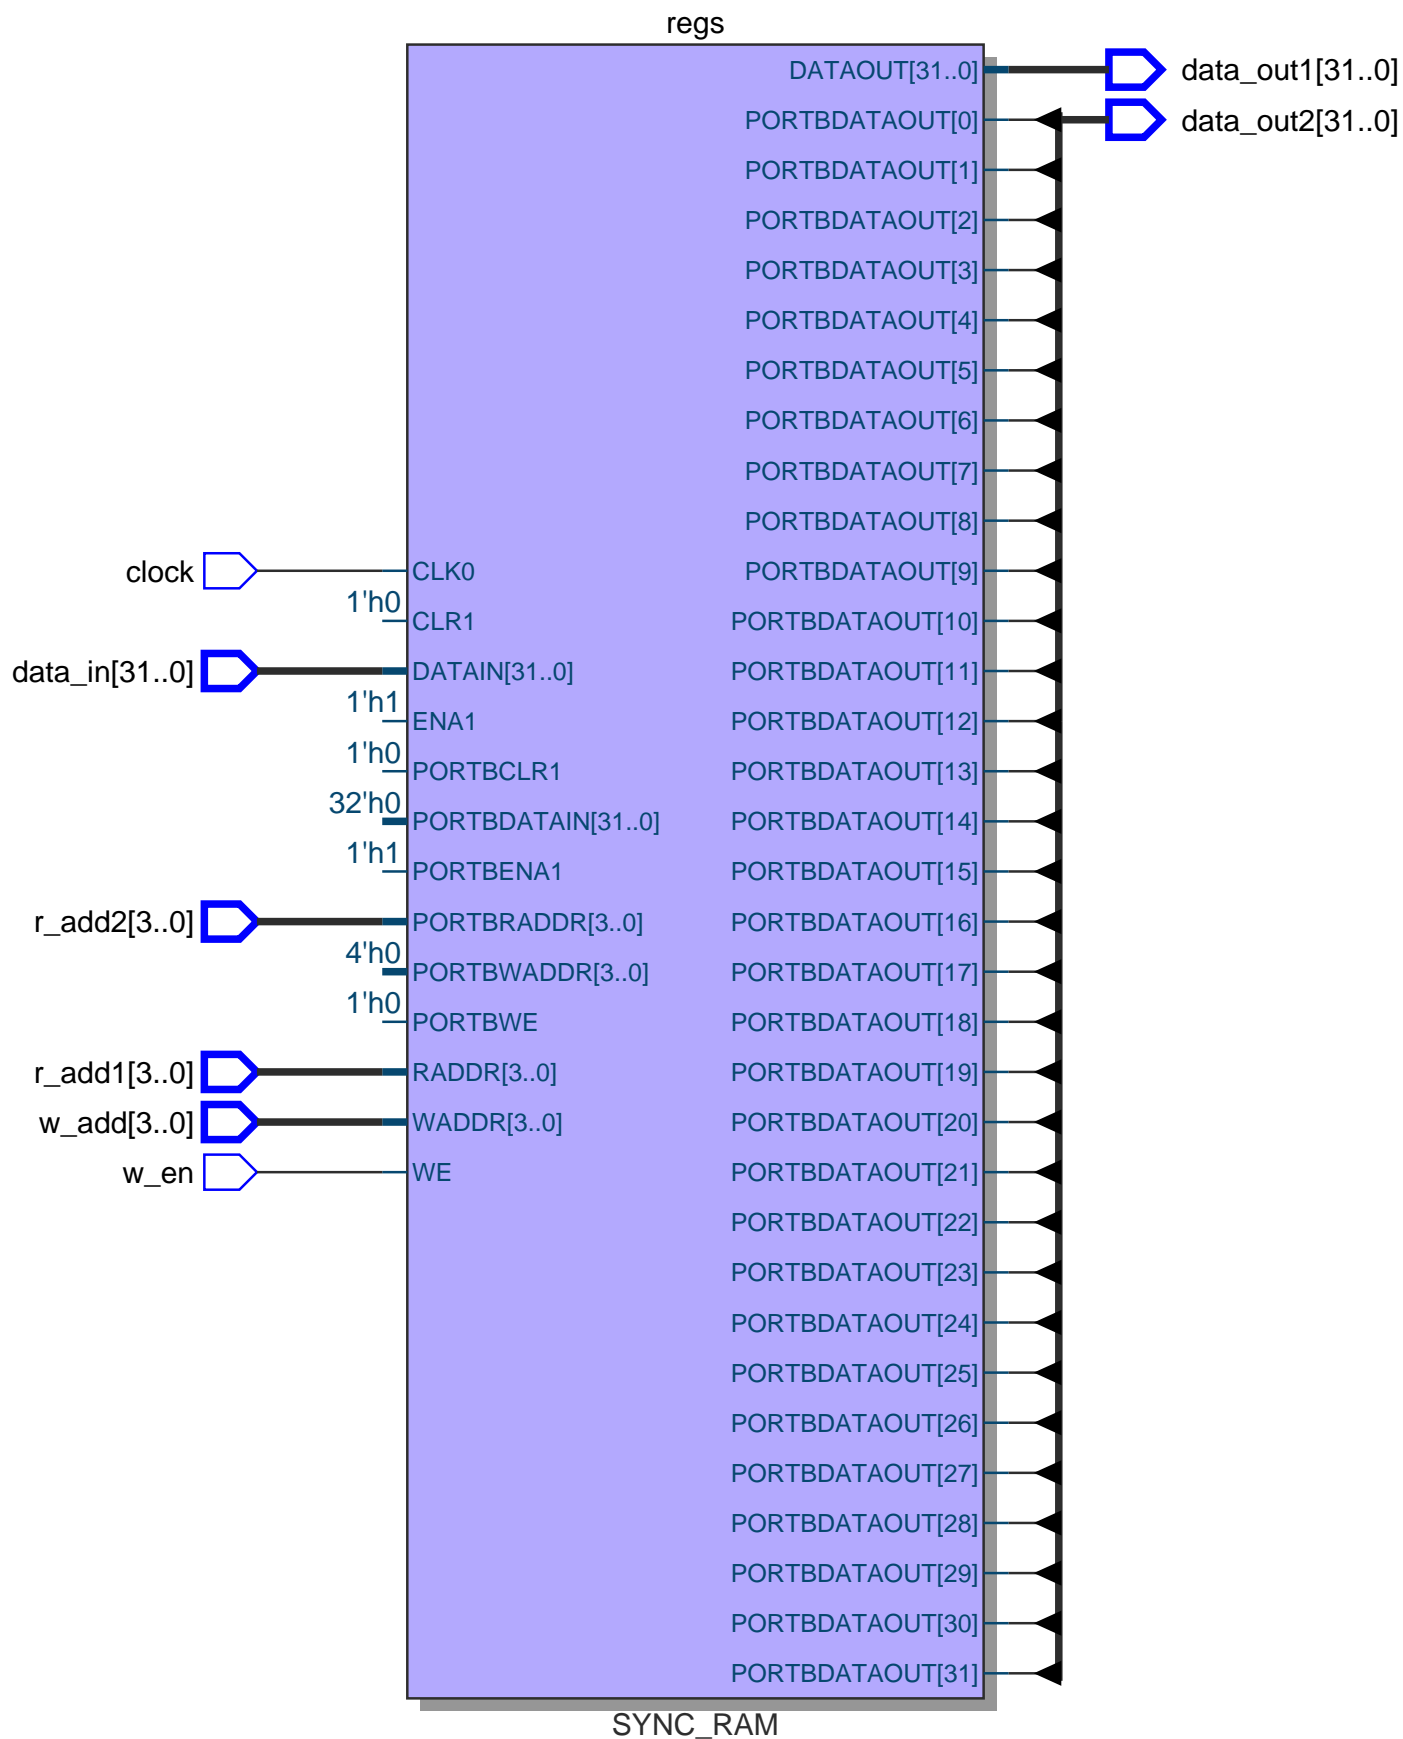 regs
DATAOUT[31..0] data_out1[31..0]
PORTBDATAOUT[0] data_out2[31..0]
PORTBDATAOUT[1]
PORTBDATAOUT[2]
PORTBDATAOUT[3]
PORTBDATAOUT[4]
PORTBDATAOUT[5]
PORTBDATAOUT[6]
PORTBDATAOUT[7]
PORTBDATAOUT[8]
clock CLK0 PORTBDATAOUT[9]
1'h0
CLR1 PORTBDATAOUT[10]
data_in[31..0] DATAIN[31..0] PORTBDATAOUT[11]
1'h1
ENA1 PORTBDATAOUT[12]
1'h0
PORTBCLR1 PORTBDATAOUT[13]
32'h0
PORTBDATAIN[31..0] PORTBDATAOUT[14]
1'h1
PORTBENA1 PORTBDATAOUT[15]
r_add2[3..0] PORTBRADDR[3..0] PORTBDATAOUT[16]
4'h0
PORTBWADDR[3..0] PORTBDATAOUT[17]
1'h0
PORTBWE PORTBDATAOUT[18]
r_add1[3..0] RADDR[3..0] PORTBDATAOUT[19]
w_add[3..0] WADDR[3..0] PORTBDATAOUT[20]
w_en WE PORTBDATAOUT[21]
PORTBDATAOUT[22]
PORTBDATAOUT[23]
PORTBDATAOUT[24]
PORTBDATAOUT[25]
PORTBDATAOUT[26]
PORTBDATAOUT[27]
PORTBDATAOUT[28]
PORTBDATAOUT[29]
PORTBDATAOUT[30]
PORTBDATAOUT[31]
SYNC_RAM